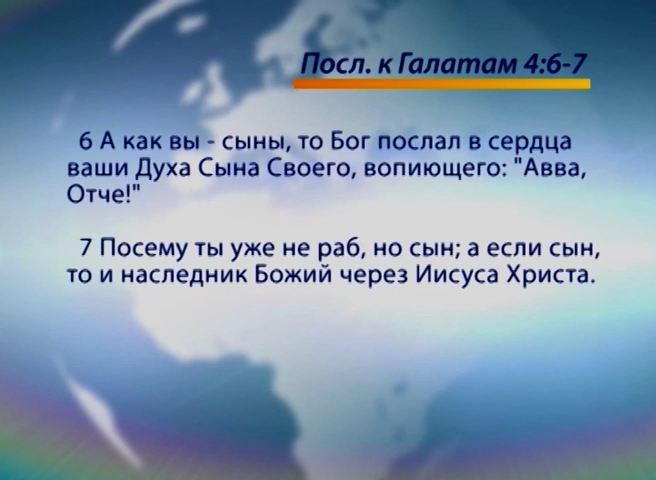 Посл. к Галатам 4:6-7
6 А как вы - сыны, то Бог послал в сердца
ваши Духа Сына Своего, вопиющего: "Авва,
Отче!"
7 Посему ты уже не раб, но сын; а если сын,
то и наследник Божий через Иисуса Христа.